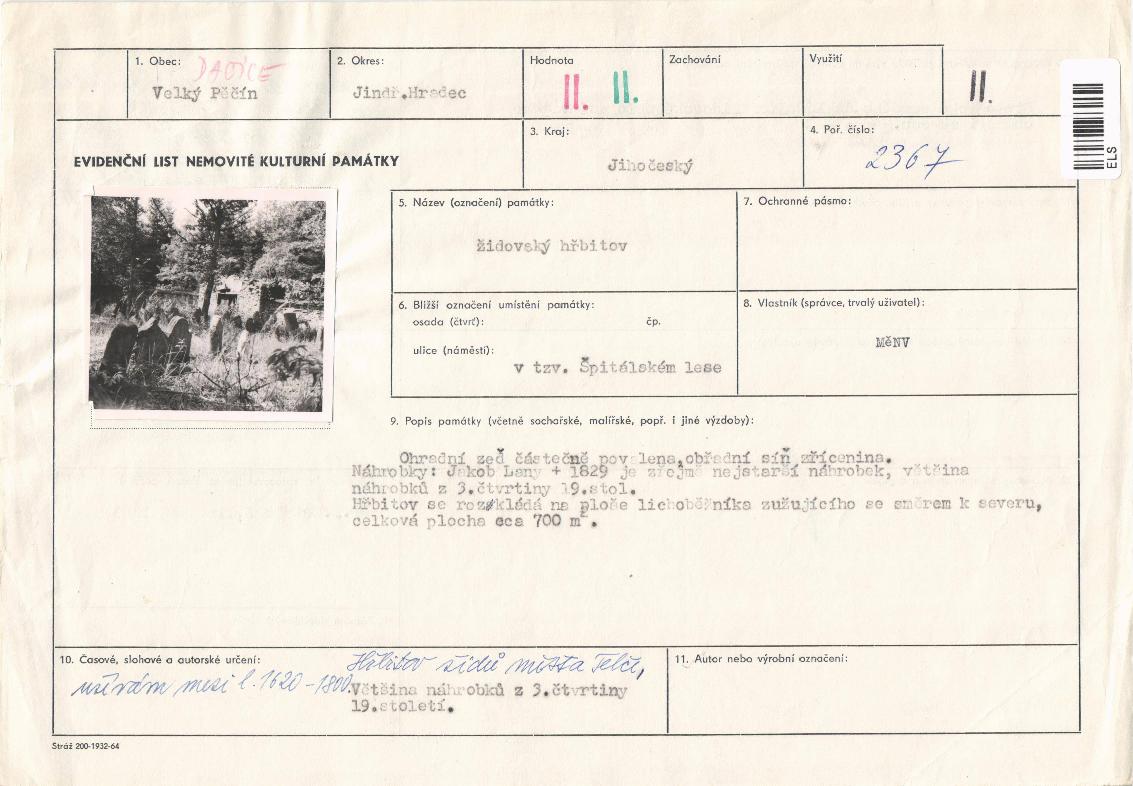 1. Obec:
DAČICE
Velký Pěčín
2. Okres:
Jindř.Hradec
Hodnota
II. II.
Zachování
Využití
II.
EVIDENČNÍ LIST NEMOVITÉ KULTURNÍ PAMÁTKY
3. Kraj:
Jihočeský
4. Poř. číslo:
2367
ELS
5. Název (označení) památky:
židovský hřbitov
7. Ochranné pásmo:
6. Bližší označení umístění památky:
osada (čtvrť): čp.
ulice (náměstí):
v tzv. Špitálském lese
8. Vlastník (správce, trvalý uživatel):
MěNV
9. Popis památky (včetně sochařské, malířské, popř. i jiné výzdoby):
Ohradní zeď částečně povalena,obřadní síň zřícenina.
Náhrobky: Jakob Lany + 1829 je zřejmě nejstarší náhrobek, většina
náhrobků z 3.čtvrtiny 19.stol.
Hřbitov se rozkládá na ploše lichoběžníka zužujícího se směrem k severu,
celková plocha cca 700 m².
10. Časové, slohové a autorské určení:
Hřbitov židů města Telče,
užíván mezi l. 1620 - 1800.
Většina náhrobků z 3.čtvrtiny
19.století.
11. Autor nebo výrobní označení:
Stráž 200-1932-64